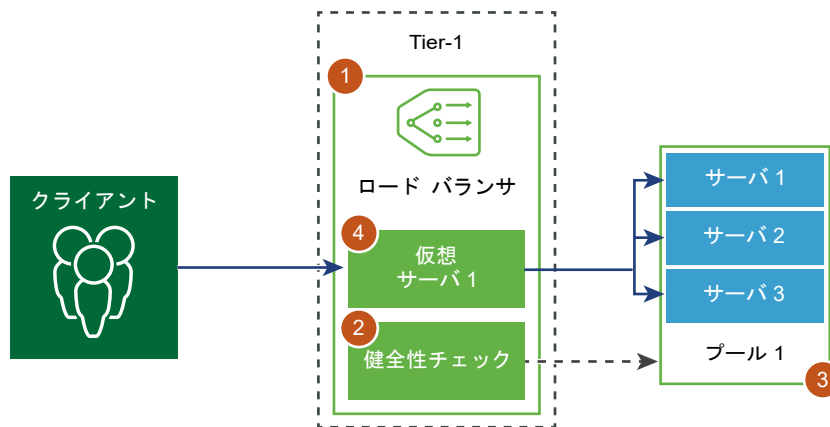 Tier-1
1
ロード バランサ
クライアント
4
仮想
サーバ 1
2
健全性チェック
サーバ 1
サーバ 2
サーバ 3
プール 1
3